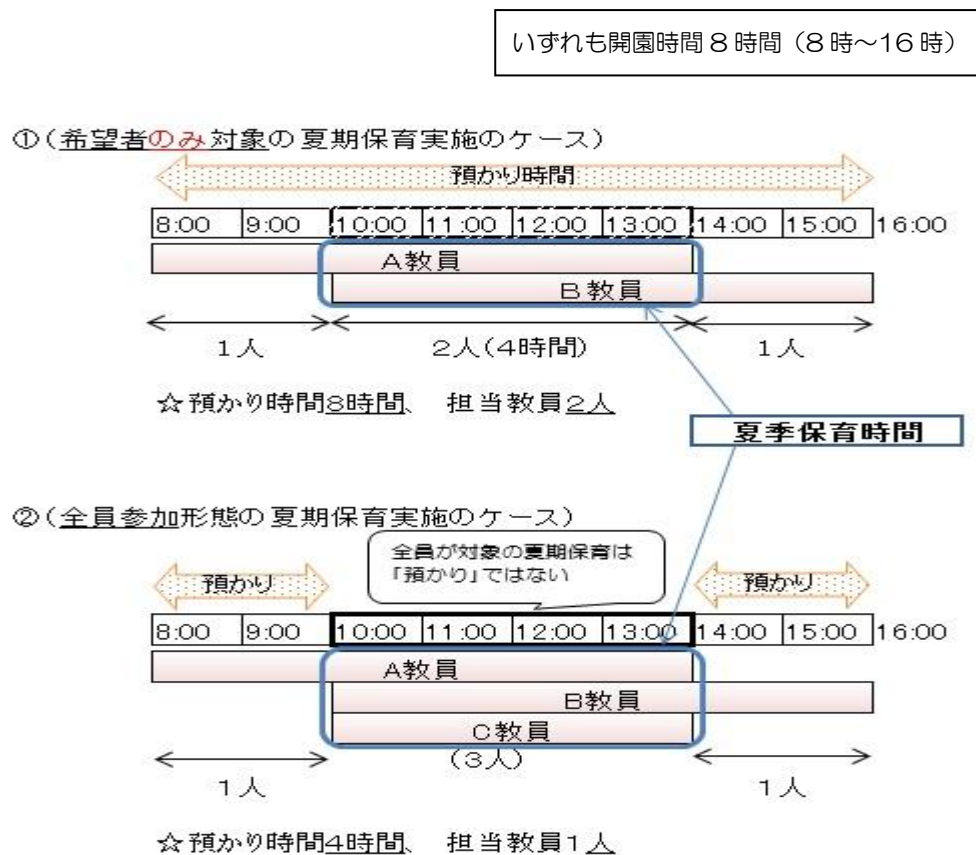 いずれも開園時間８時間（８時～16時）
①（希望者のみ対象の夏期保育実施のケース）
預かり時間
8:00 9:00 10:00 11:00 12:00 13:00 14:00 15:00 16:00
A教員
B教員
1人 2人(4時間) 1人
☆預かり時間8時間、 担当教員2人
夏季保育時間
②（全員参加形態の夏期保育実施のケース）
全員が対象の夏期保育は
「預かり」ではない
預かり 預かり
8:00 9:00 10:00 11:00 12:00 13:00 14:00 15:00 16:00
A教員
B教員
C教員
(3人)
1人 1人
☆預かり時間4時間、 担当教員1人